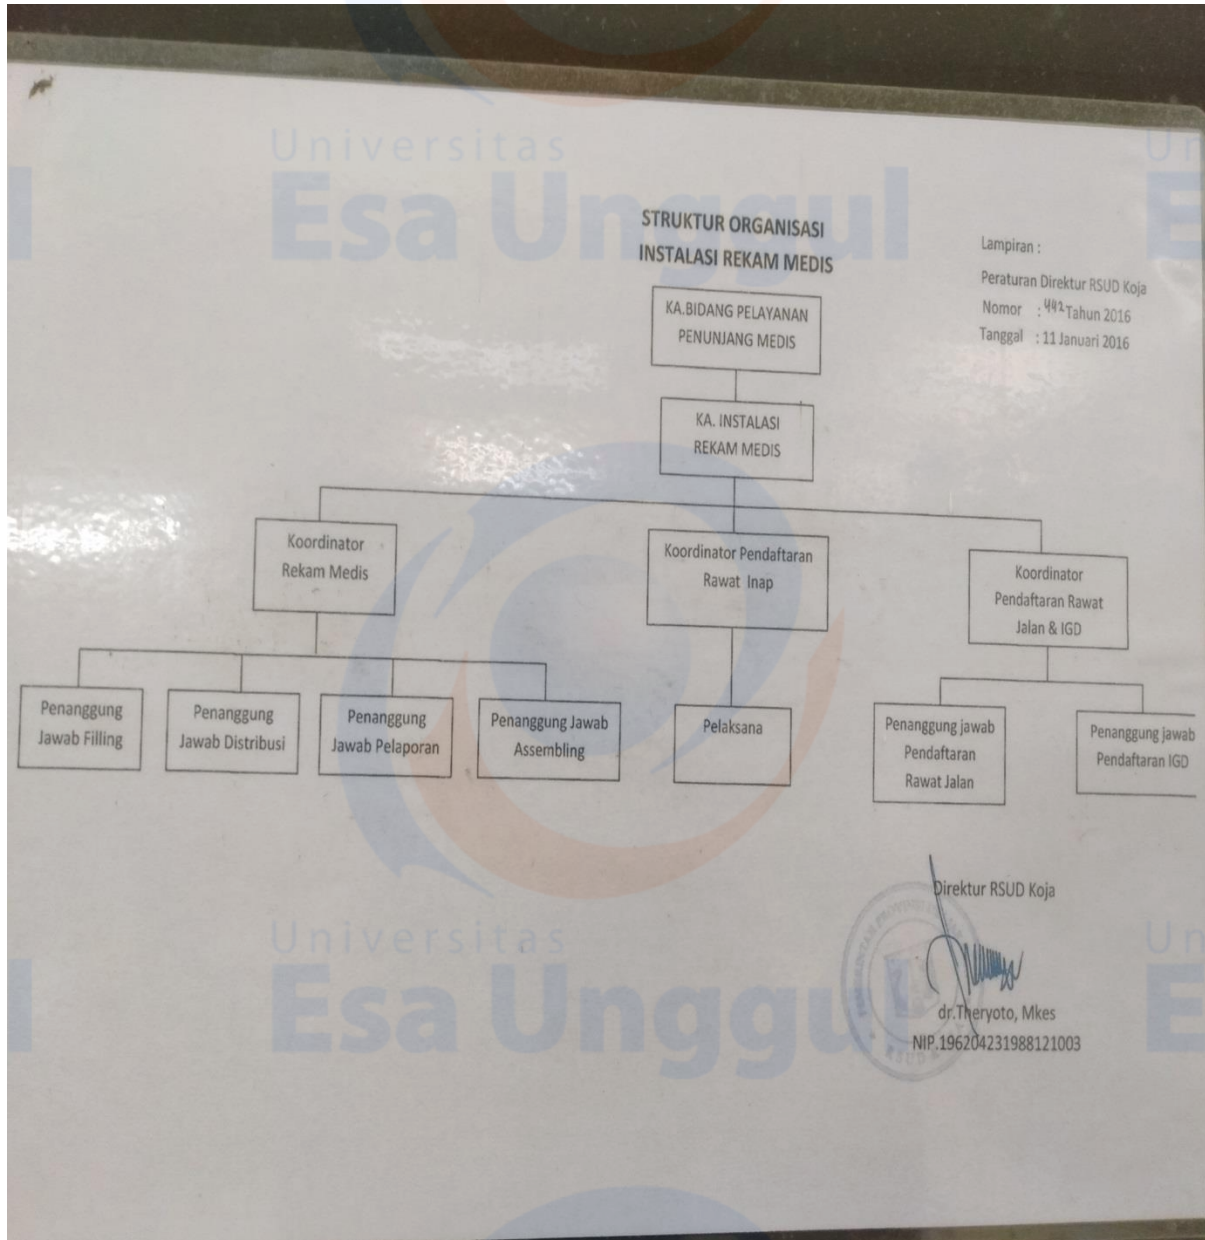 Universitas
Esa Unggul
STRUKTUR ORGANISASI
INSTALASI REKAM MEDIS
Lampiran :
Peraturan Direktur RSUD Koja
Nomor : 442 Tahun 2016
Tanggal : 11 Januari 2016
KA.BIDANG PELAYANAN
PENUNJANG MEDIS
KA. INSTALASI
REKAM MEDIS
Koordinator
Rekam Medis
Koordinator Pendaftaran
Rawat Inap
Koordinator
Pendaftaran Rawat
Jalan & IGD
Penanggung
Jawab Filling
Penanggung
Jawab Distribusi
Penanggung
Jawab Pelaporan
Penanggung Jawab
Assembling
Pelaksana
Penanggung jawab
Pendaftaran
Rawat Jalan
Penanggung jawab
Pendaftaran IGD
Direktur RSUD Koja
dr.Theryoto, Mkes
NIP.196204231988121003
RSUD
Universitas
Esa Unggul